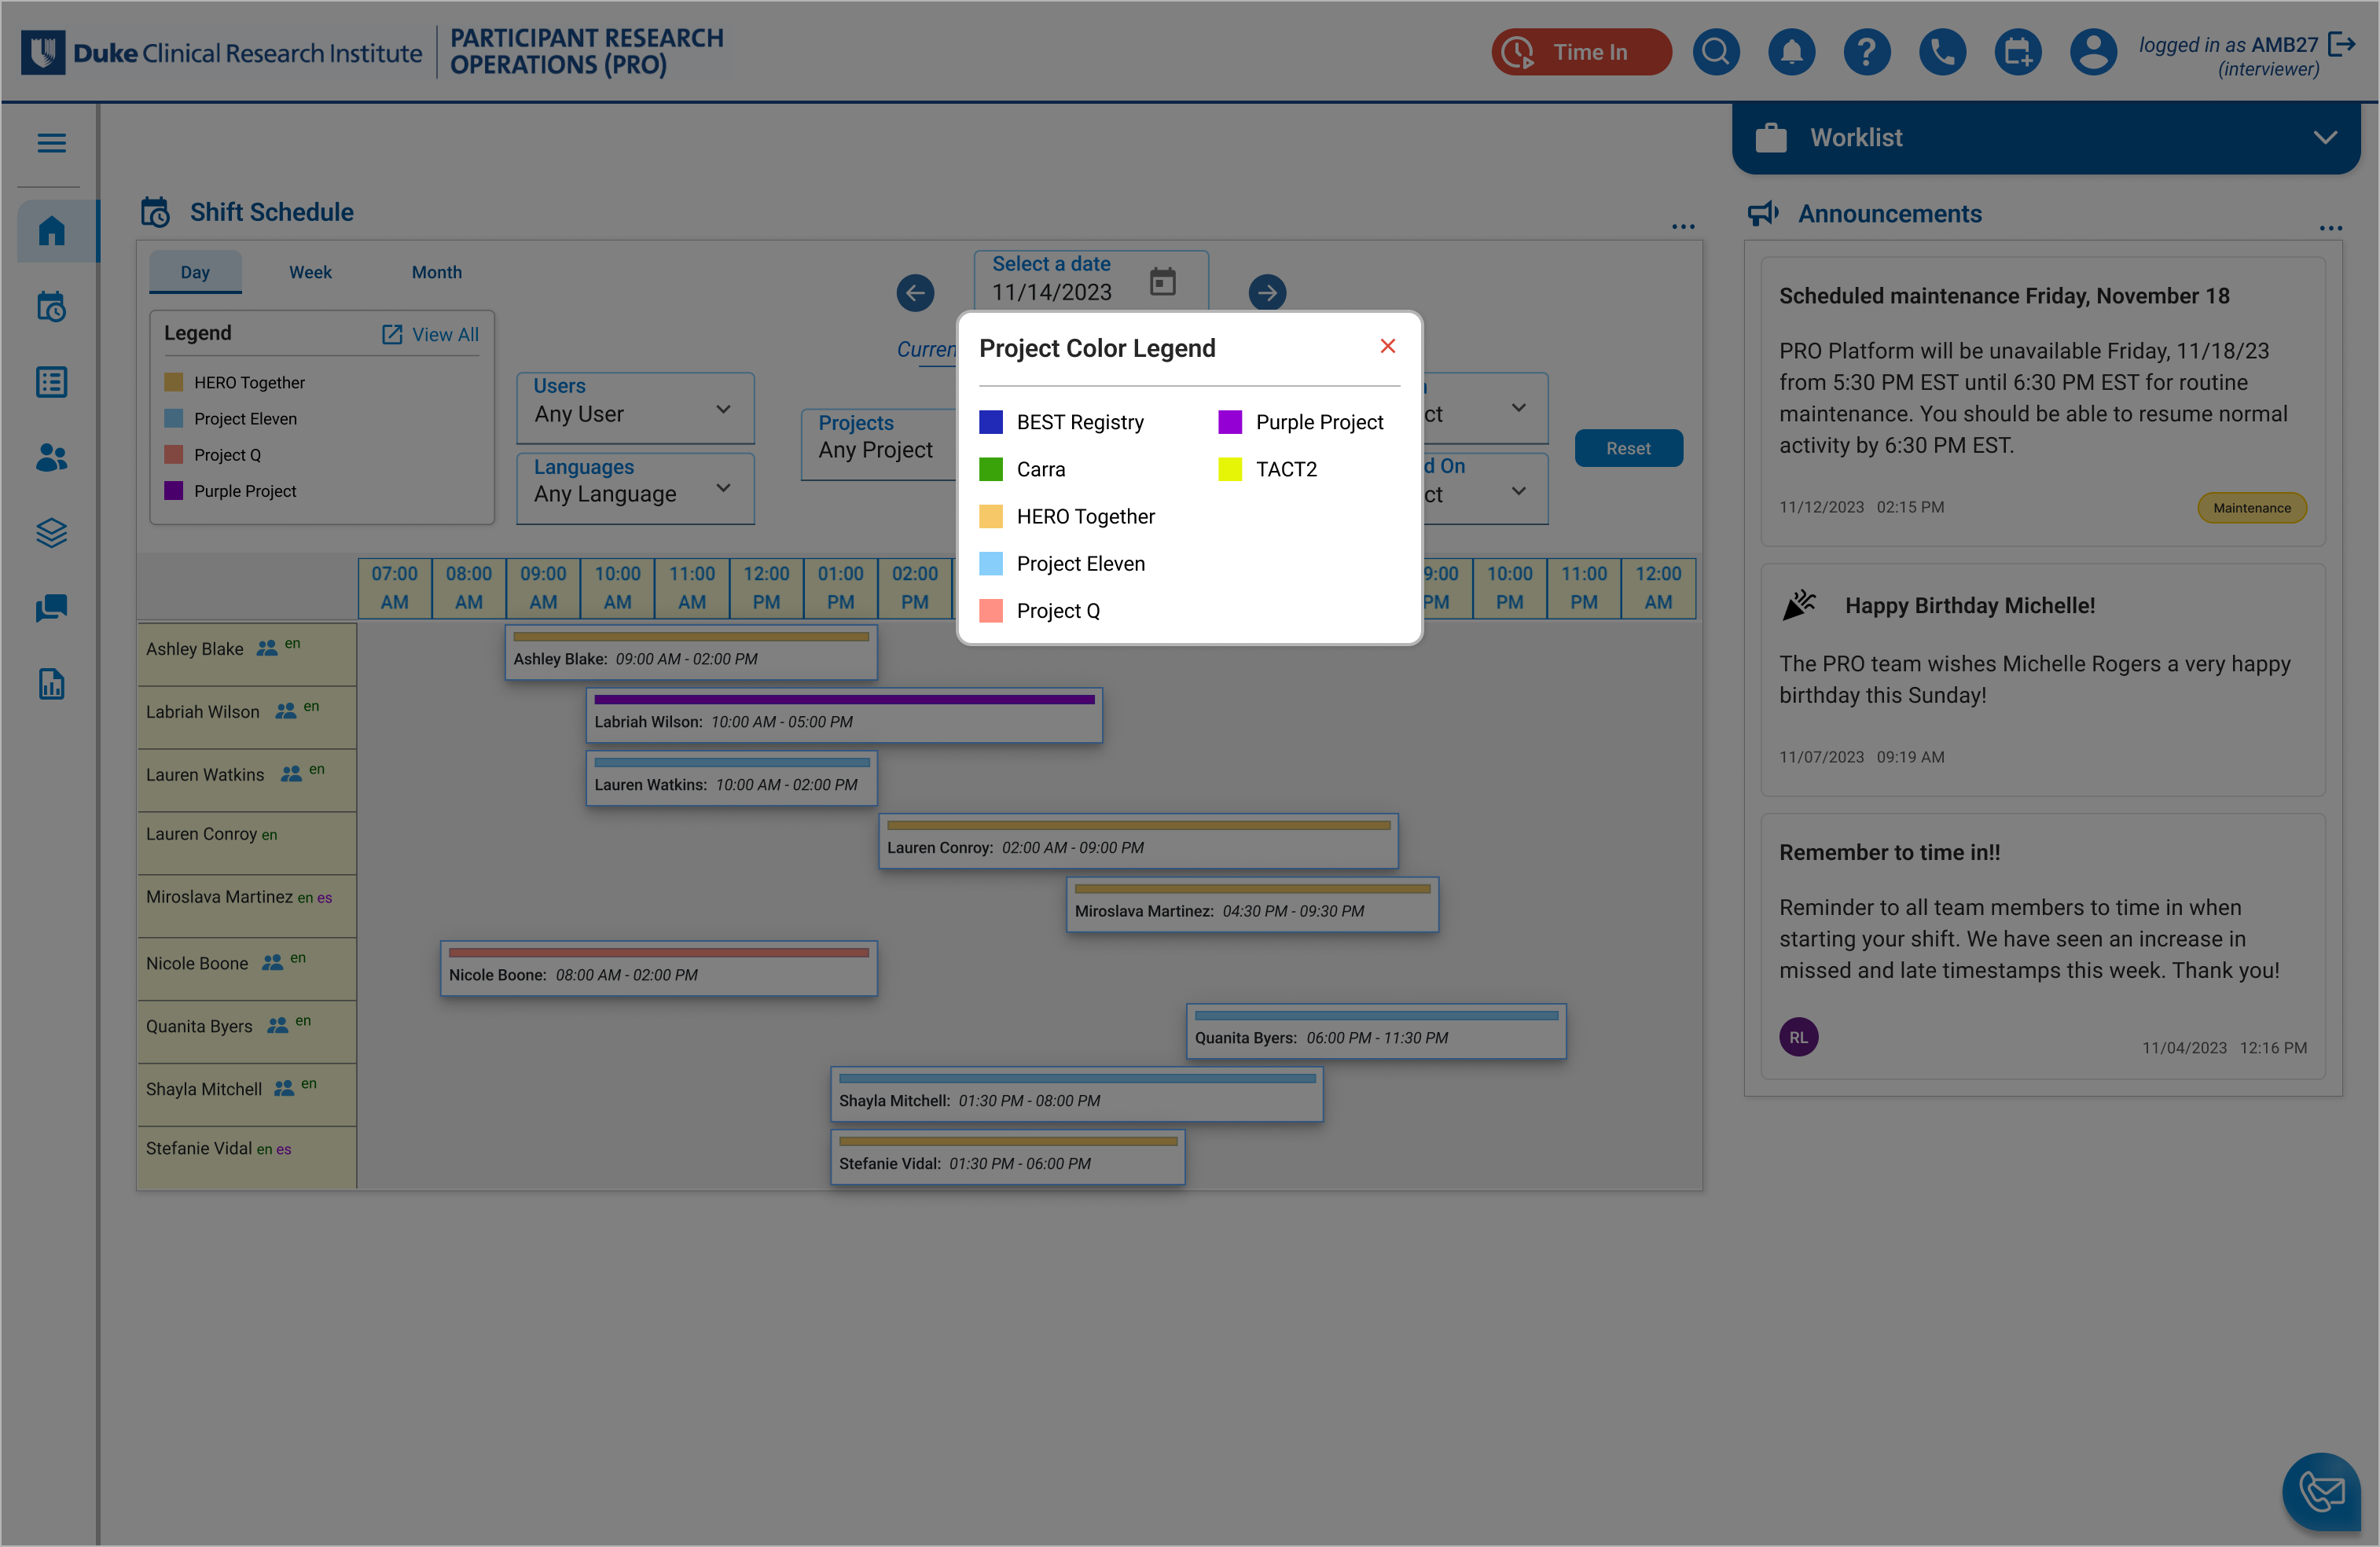 Duke Clinical Research Institute
PARTICIPANT RESEARCH
OPERATIONS (PRO)
Time In
logged in as AMB27
(interviewer)
Worklist
Shift Schedule
Announcements
Day
Week
Month
Select a date
11/14/2023
Legend
View All
HERO Together
Project Eleven
Project Q
Purple Project
Users
Any User
Languages
Any Language
Projects
Any Project
ct
d On
ct
Reset
Project Color Legend
BEST Registry
Carra
HERO Together
Project Eleven
Project Q
Purple Project
TACT2
07:00 AM
08:00 AM
09:00 AM
10:00 AM
11:00 AM
12:00 PM
01:00 PM
02:00 PM
9:00 PM
10:00 PM
11:00 PM
12:00 AM
Ashley Blake en
Ashley Blake: 09:00 AM - 02:00 PM
Labriah Wilson en
Labriah Wilson: 10:00 AM - 05:00 PM
Lauren Watkins en
Lauren Watkins: 10:00 AM - 02:00 PM
Lauren Conroy en
Lauren Conroy: 02:00 AM - 09:00 PM
Miroslava Martinez en es
Miroslava Martinez: 04:30 PM - 09:30 PM
Nicole Boone en
Nicole Boone: 08:00 AM - 02:00 PM
Quanita Byers en
Quanita Byers: 06:00 PM - 11:30 PM
Shayla Mitchell en
Shayla Mitchell: 01:30 PM - 08:00 PM
Stefanie Vidal en es
Stefanie Vidal: 01:30 PM - 06:00 PM
Scheduled maintenance Friday, November 18
PRO Platform will be unavailable Friday, 11/18/23
from 5:30 PM EST until 6:30 PM EST for routine
maintenance. You should be able to resume normal
activity by 6:30 PM EST.
11/12/2023 02:15 PM
Maintenance
Happy Birthday Michelle!
The PRO team wishes Michelle Rogers a very happy
birthday this Sunday!
11/07/2023 09:19 AM
Remember to time in!!
Reminder to all team members to time in when
starting your shift. We have seen an increase in
missed and late timestamps this week. Thank you!
RL
11/04/2023 12:16 PM